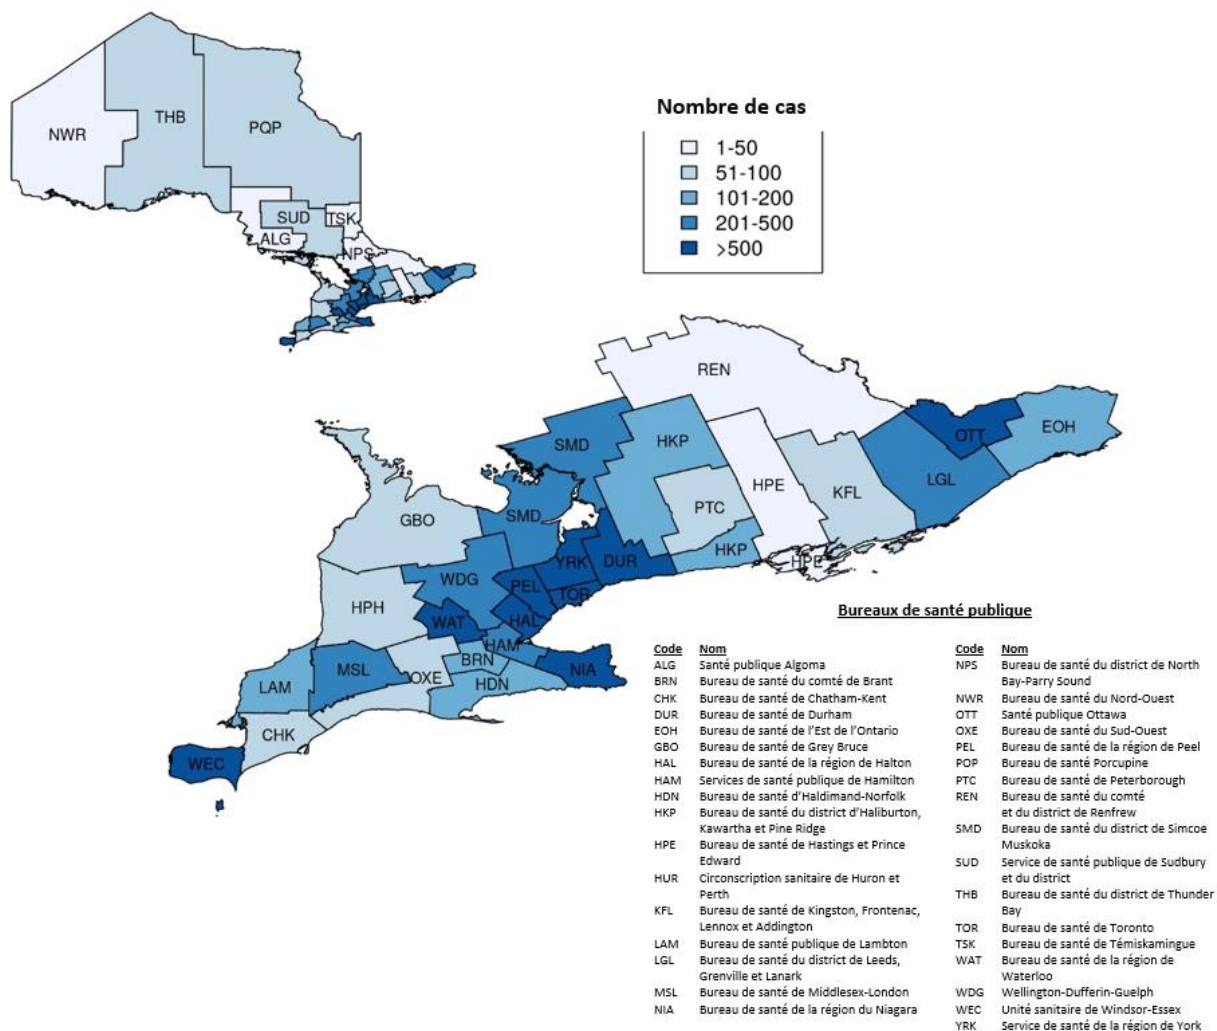 NWR
THB
PQP
SUD
TSK
ALG
NPS
Nombre de cas
1-50
51-100
101-200
201-500
>500
REN
SMD
HKP
OTT
EOH
HPE
KFL
LGL
GBO
SMD
PTC
HKP
HPE
YRK
DUR
WDG
PEL
TOR
HPH
WAT
HAL
HAM
BRN
NIA
LAM
MSL
OXE
HDN
CHK
WEC
Bureaux de santé publique
Code Nom
ALG Santé publique Algoma
BRN Bureau de santé du comté de Brant
CHK Bureau de santé de Chatham-Kent
DUR Bureau de santé de Durham
EOH Bureau de santé de l'Est de l'Ontario
GBO Bureau de santé de Grey Bruce
HAL Bureau de santé de la région de Halton
HAM Services de santé publique de Hamilton
HDN Bureau de santé d'Haldimand-Norfolk
HKP Bureau de santé du district d'Haliburton,
Kawartha et Pine Ridge
HPE Bureau de santé de Hastings et Prince
Edward
HUR Circonscription sanitaire de Huron et
Perth
KFL Bureau de santé de Kingston, Frontenac,
Lennox et Addington
LAM Bureau de santé publique de Lambton
LGL Bureau de santé du district de Leeds,
Grenville et Lanark
MSL Bureau de santé de Middlesex-London
NIA Bureau de santé de la région du Niagara
Code Nom
NPS Bureau de santé du district de North
Bay-Parry Sound
NWR Bureau de santé du Nord-Ouest
OTT Santé publique Ottawa
OXE Bureau de santé du Sud-Ouest
PEL Bureau de santé de la région de Peel
POP Bureau de santé Porcupine
PTC Bureau de santé de Peterborough
REN Bureau de santé du comté
et du district de Renfrew
SMD Bureau de santé du district de Simcoe
Muskoka
SUD Service de santé publique de Sudbury
et du district
THB Bureau de santé du district de Thunder
Bay
TOR Bureau de santé de Toronto
TSK Bureau de santé de Témiskamingue
WAT Bureau de santé de la région de
Waterloo
WDG Wellington-Dufferin-Guelph
WEC Unité sanitaire de Windsor-Essex
YRK Service de santé de la région de York